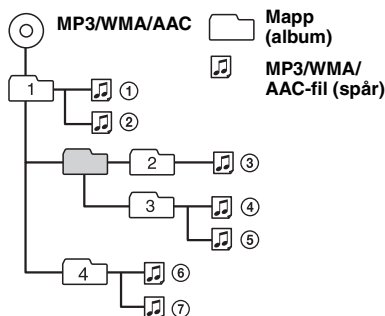 MP3/WMA/AAC
Mapp
(album)
MP3/WMA/
AAC-fil (spår)
1
①
②
2
③
3
④
⑤
4
⑥
⑦